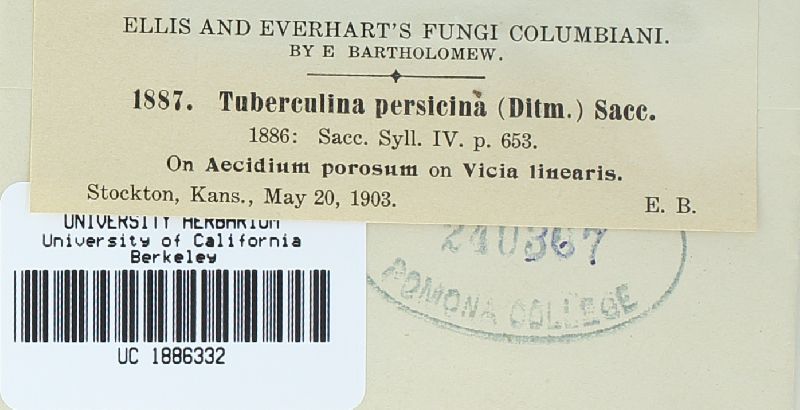 ELLIS AND EVERHART'S FUNGI COLUMBIANI.
BY E BARTHOLOMEW.
1887. Tuberculina persicina (Ditm.) Sacc.
1886: Sacc. Syll. IV. p. 653.
On Aecidium porosum on Vicia linearis.
Stockton, Kans., May 20, 1903. E. B.
UNIVERSITY HERBARIUM
University of California
Berkeley
UC 1886332
240367
POMONA COLLEGE